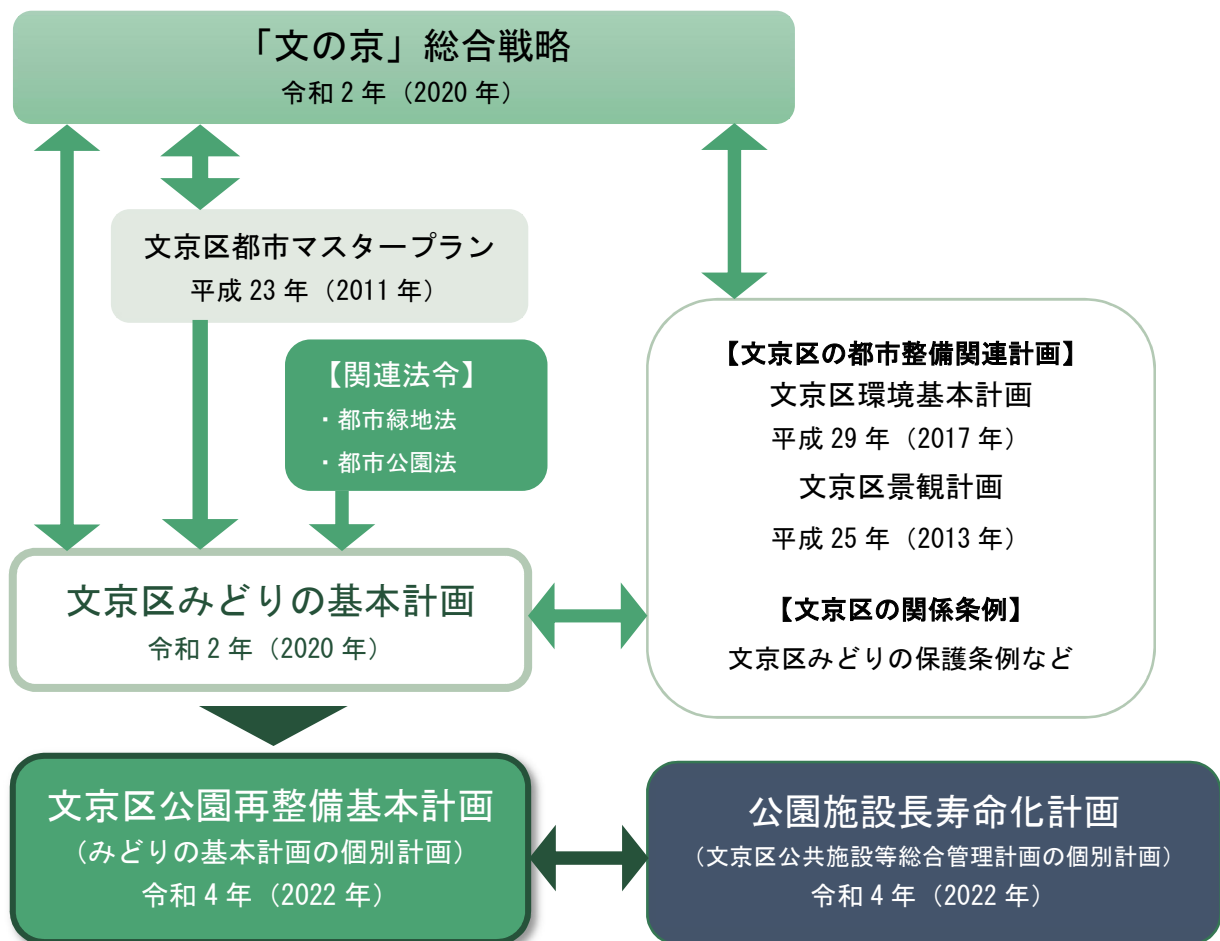 「文の京」総合戦略
令和 2 年（2020 年）
文京区都市マスタープラン
平成 23 年（2011 年）
【関連法令】
・都市緑地法
・都市公園法
【文京区の都市整備関連計画】
文京区環境基本計画
平成 29 年（2017 年）
文京区景観計画
平成 25 年（2013 年）
【文京区の関係条例】
文京区みどりの保護条例など
文京区みどりの基本計画
令和 2 年（2020 年）
文京区公園再整備基本計画
（みどりの基本計画の個別計画）
令和 4 年（2022 年）
公園施設長寿命化計画
（文京区公共施設等総合管理計画の個別計画）
令和 4 年（2022 年）